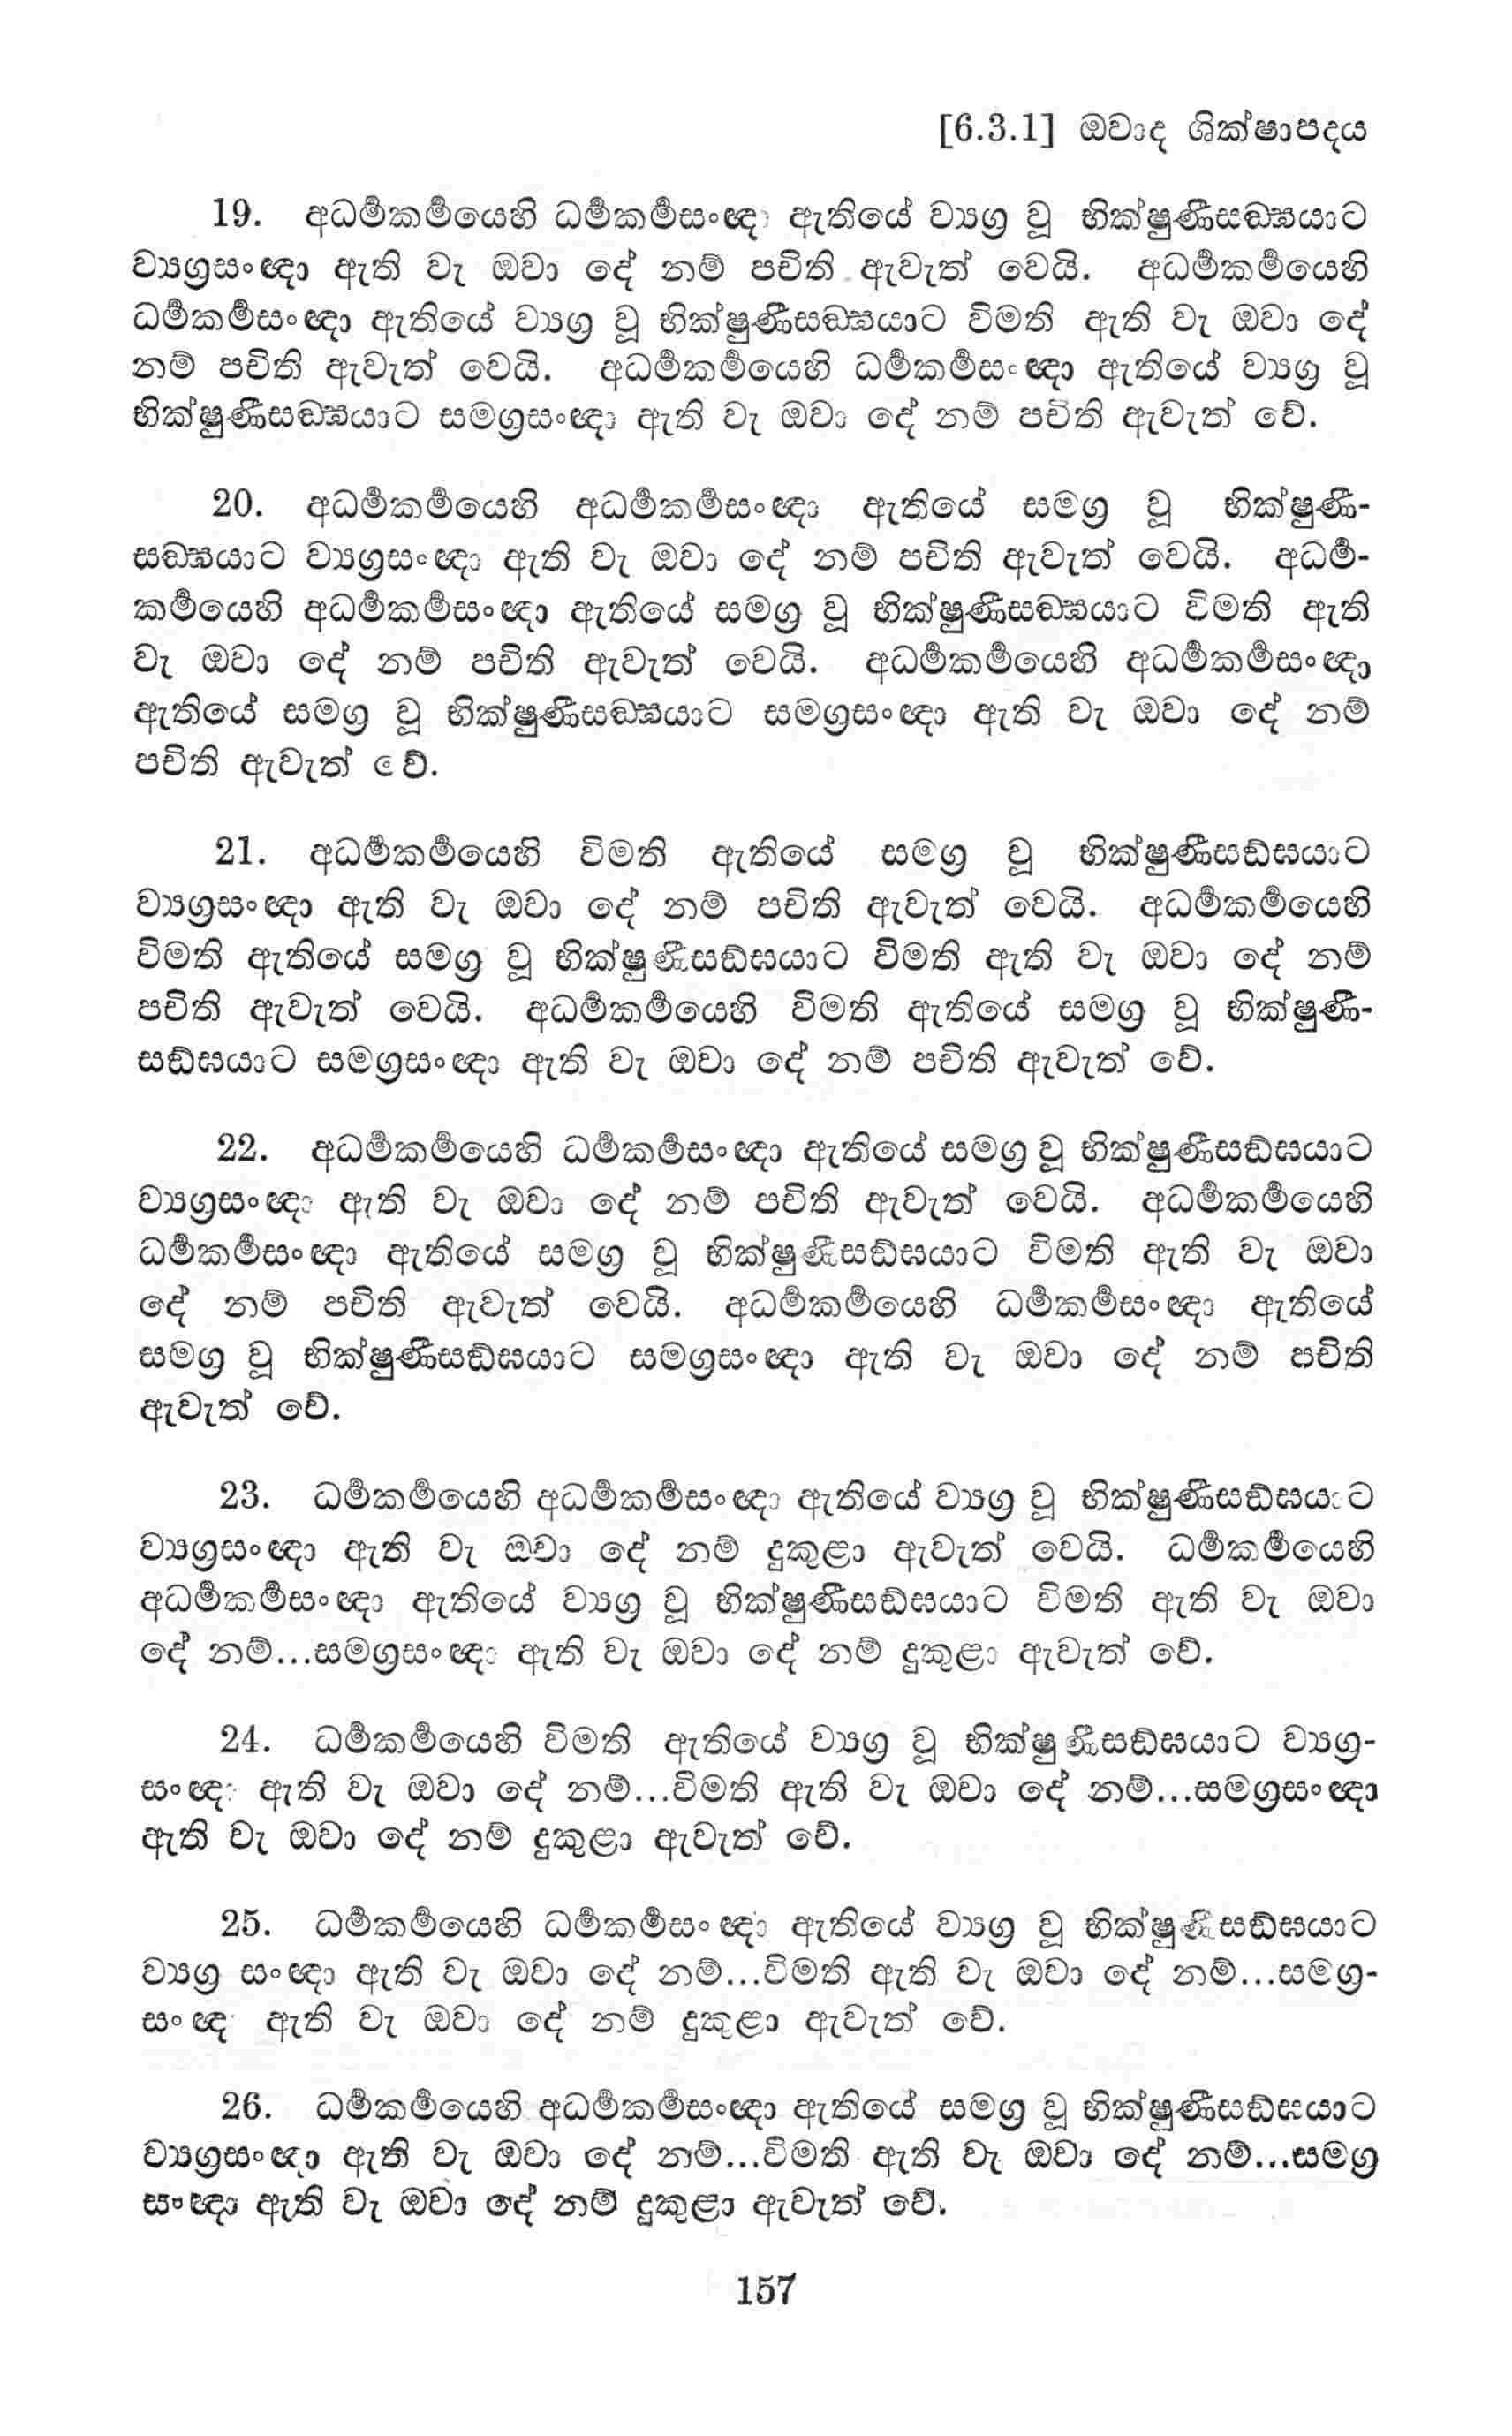 [6.3.1] ඔවාද ශික්ෂාපදය
19. අධර්‍මකර්‍මයෙහි ධර්‍මකර්‍මසංඥා ඇතියේ ව්‍යග්‍ර වූ භික්ෂුණීසඞ්ඝයාට
ව්‍යග්‍රසංඥා ඇති වැ ඔවා දේ නම් පචිති ඇවැත් වෙයි. අධර්‍මකර්‍මයෙහි
ධර්‍මකර්‍මසංඥා ඇතියේ ව්‍යග්‍ර වූ භික්ෂුණීසඞ්ඝයාට විමති ඇති වැ ඔවා දේ
නම් පචිති ඇවැත් වෙයි. අධර්‍මකර්‍මයෙහි ධර්‍මකර්‍මසංඥා ඇතියේ ව්‍යග්‍ර වූ
භික්ෂුණීසඞ්ඝයාට සමග්‍රසංඥා ඇති වැ ඔවා දේ නම් පචිති ඇවැත් වේ.
20. අධර්‍මකර්‍මයෙහි අධර්‍මකර්‍මසංඥා ඇතියේ සමග්‍ර වූ භික්ෂුණී-
සඞ්ඝයාට ව්‍යග්‍රසංඥා ඇති වැ ඔවා දේ නම් පචිති ඇවැත් වෙයි. අධර්‍ම-
කර්‍මයෙහි අධර්‍මකර්‍මසංඥා ඇතියේ සමග්‍ර වූ භික්ෂුණීසඞ්ඝයාට විමති ඇති
වැ ඔවා දේ නම් පචිති ඇවැත් වෙයි. අධර්‍මකර්‍මයෙහි අධර්‍මකර්‍මසංඥා
ඇතියේ සමග්‍ර වූ භික්ෂුණීසඞ්ඝයාට සමග්‍රසංඥා ඇති වැ ඔවා දේ නම්
පචිති ඇවැත් වේ.
21. අධර්‍මකර්‍මයෙහි විමති ඇතියේ සමග්‍ර වූ භික්ෂුණීසඞ්ඝයාට
ව්‍යග්‍රසංඥා ඇති වැ ඔවා දේ නම් පචිති ඇවැත් වෙයි. අධර්‍මකර්‍මයෙහි
විමති ඇතියේ සමග්‍ර වූ භික්ෂුණීසඞ්ඝයාට විමති ඇති වැ ඔවා දේ නම්
පචිති ඇවැත් වෙයි. අධර්‍මකර්‍මයෙහි විමති ඇතියේ සමග්‍ර වූ භික්ෂුණී-
සඞ්ඝයාට සමග්‍රසංඥා ඇති වැ ඔවා දේ නම් පචිති ඇවැත් වේ.
22. අධර්‍මකර්‍මයෙහි ධර්‍මකර්‍මසංඥා ඇතියේ සමග්‍ර වූ භික්ෂුණීසඞ්ඝයාට
ව්‍යග්‍රසංඥා ඇති වැ ඔවා දේ නම් පචිති ඇවැත් වෙයි. අධර්‍මකර්‍මයෙහි
ධර්‍මකර්‍මසංඥා ඇතියේ සමග්‍ර වූ භික්ෂුණීසඞ්ඝයාට විමති ඇති වැ ඔවා
දේ නම් පචිති ඇවැත් වෙයි. අධර්‍මකර්‍මයෙහි ධර්‍මකර්‍මසංඥා ඇතියේ
සමග්‍ර වූ භික්ෂුණීසඞ්ඝයාට සමග්‍රසංඥා ඇති වැ ඔවා දේ නම් පචිති
ඇවැත් වේ.
23. ධර්‍මකර්‍මයෙහි අධර්‍මකර්‍මසංඥා ඇතියේ ව්‍යග්‍ර වූ භික්ෂුණීසඞ්ඝයාට
ව්‍යග්‍රසංඥා ඇති වැ ඔවා දේ නම් දුකුළා ඇවැත් වෙයි. ධර්‍මකර්‍මයෙහි
අධර්‍මකර්‍මසංඥා ඇතියේ ව්‍යග්‍ර වූ භික්ෂුණීසඞ්ඝයාට විමති ඇති වැ ඔවා
දේ නම්...සමග්‍රසංඥා ඇති වැ ඔවා දේ නම් දුකුළා ඇවැත් වේ.
24. ධර්‍මකර්‍මයෙහි විමති ඇතියේ ව්‍යග්‍ර වූ භික්ෂුණීසඞ්ඝයාට ව්‍යග්‍ර-
සංඥා ඇති වැ ඔවා දේ නම්...විමති ඇති වැ ඔවා දේ නම්...සමග්‍රසංඥා
ඇති වැ ඔවා දේ නම් දුකුළා ඇවැත් වේ.
25. ධර්‍මකර්‍මයෙහි ධර්‍මකර්‍මසංඥා ඇතියේ ව්‍යග්‍ර වූ භික්ෂුණීසඞ්ඝයාට
ව්‍යග්‍ර සංඥා ඇති වැ ඔවා දේ නම්...විමති ඇති වැ ඔවා දේ නම්...සමග්‍ර-
සංඥා ඇති වැ ඔවා දේ නම් දුකුළා ඇවැත් වේ.
26. ධර්‍මකර්‍මයෙහි අධර්‍මකර්‍මසංඥා ඇතියේ සමග්‍ර වූ භික්ෂුණීසඞ්ඝයාට
ව්‍යග්‍රසංඥා ඇති වැ ඔවා දේ නම්...විමති ඇති වැ ඔවා දේ නම්...සමග්‍ර
සංඥා ඇති වැ ඔවා දේ නම් දුකුළා ඇවැත් වේ.
157